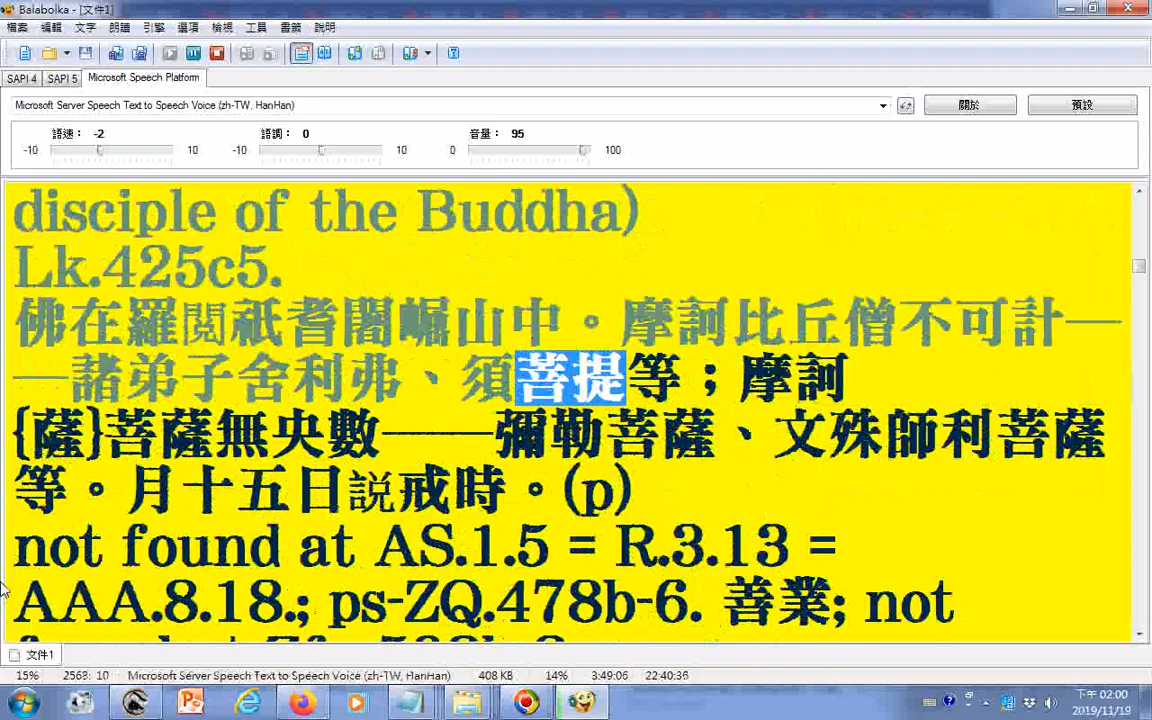 Balabolka - [文件1]
檔案 編輯 文字 朗讀 引擎 選項 檢視 工具 書籤 說明
SAPI 4 SAPI 5 Microsoft Speech Platform
Microsoft Server Speech Text to Speech Voice (zh-TW, HanHan) 關於 預設
語速： -2 語調： 0 音量： 95
-10 10 -10 10 0 100
disciple of the Buddha)
Lk.425c5.
佛在羅閱祇耆闍崛山中。摩訶比丘僧不可計—
—諸弟子舍利弗、須菩提等；摩訶
{薩}菩薩無央數——彌勒菩薩、文殊師利菩薩
等。月十五日説戒時。(p)
not found at AS.1.5 = R.3.13 =
AAA.8.18.; ps-ZQ.478b-6. 善業; not
文件1
15% 2568: 10 Microsoft Server Speech Text to Speech Voice (zh-TW, HanHan) 408 KB 14% 3:49:06 22:40:36
下午 02:00
2019/11/19